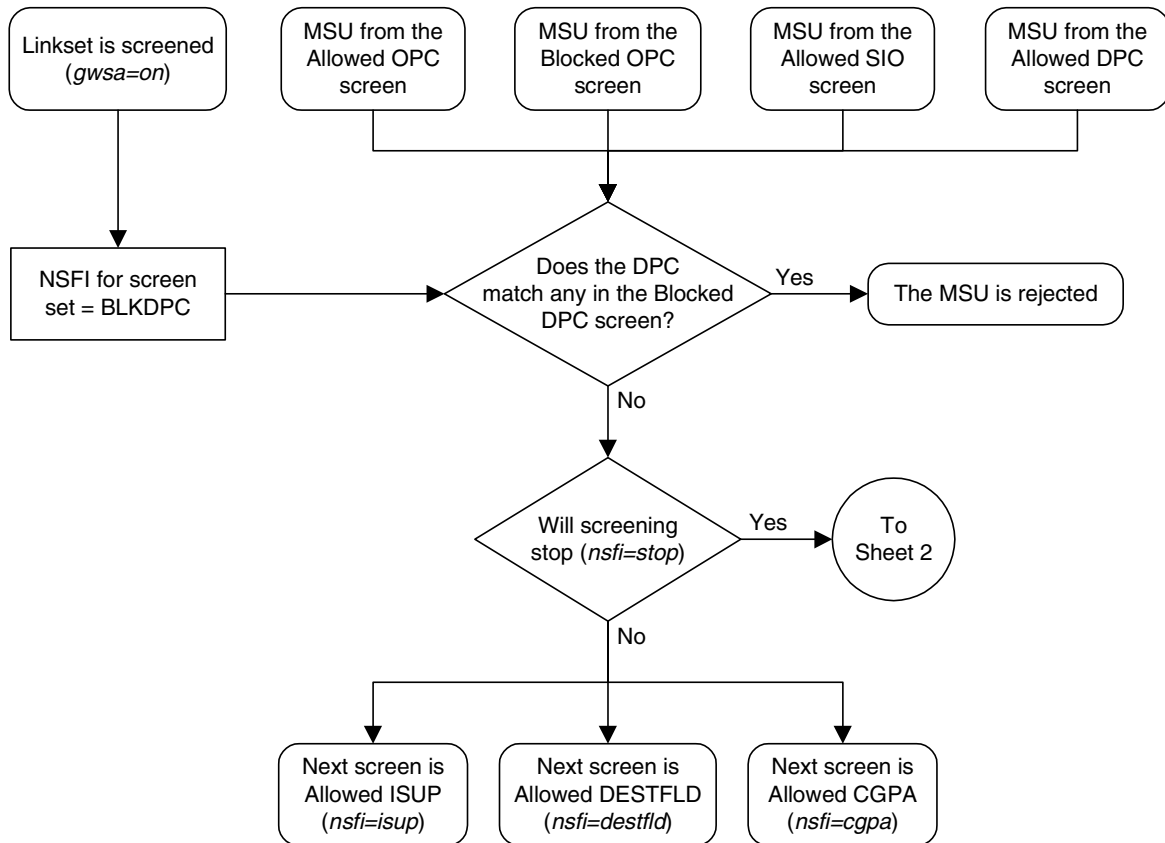 Linkset is screened
(gwsa=on)
MSU from the
Allowed OPC
screen
MSU from the
Blocked OPC
screen
MSU from the
Allowed SIO
screen
MSU from the
Allowed DPC
screen
NSFI for screen
set = BLKDPC
Does the DPC
match any in the Blocked
DPC screen?
Yes
The MSU is rejected
No
Will screening
stop (nsfi=stop)
Yes
To
Sheet 2
No
Next screen is
Allowed ISUP
(nsfi=isup)
Next screen is
Allowed DESTFLD
(nsfi=destfld)
Next screen is
Allowed CGPA
(nsfi=cgpa)